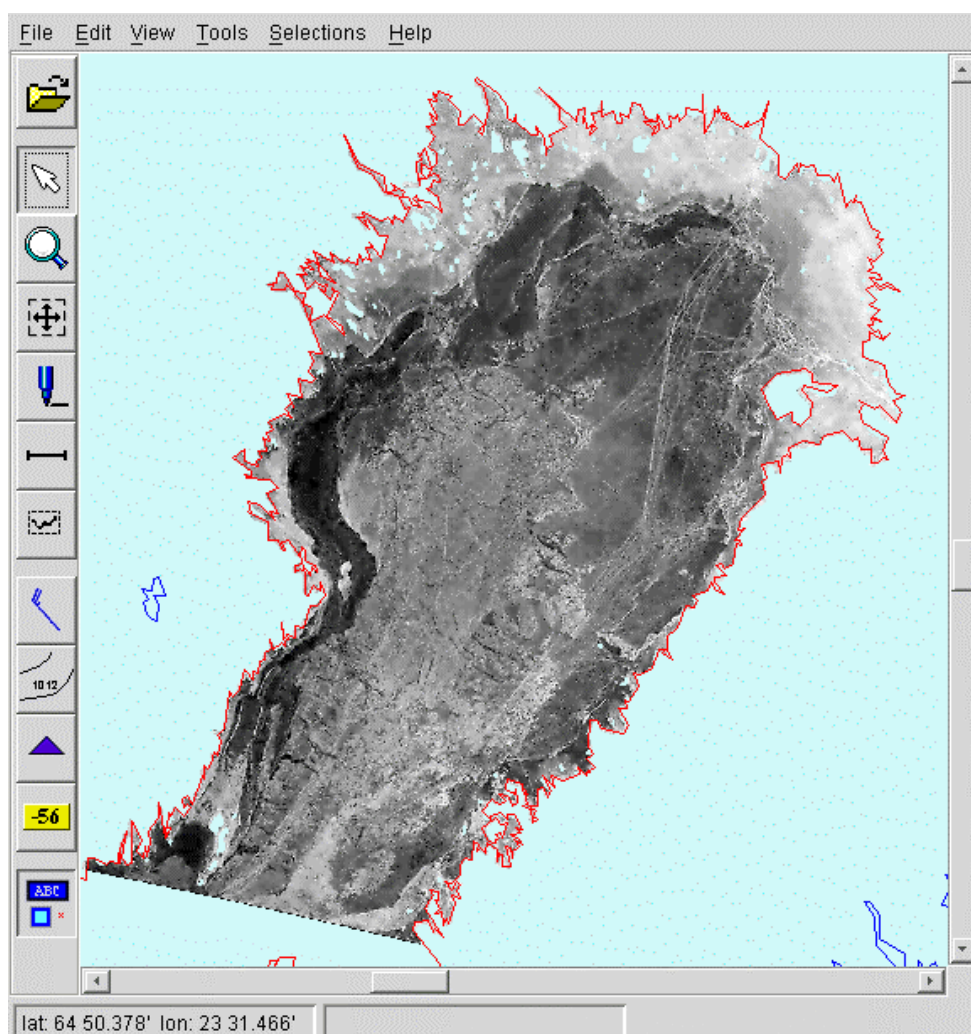 File Edit View Tools Selections Help
1012
-56
ABC
lat: 64 50.378' lon: 23 31.466'